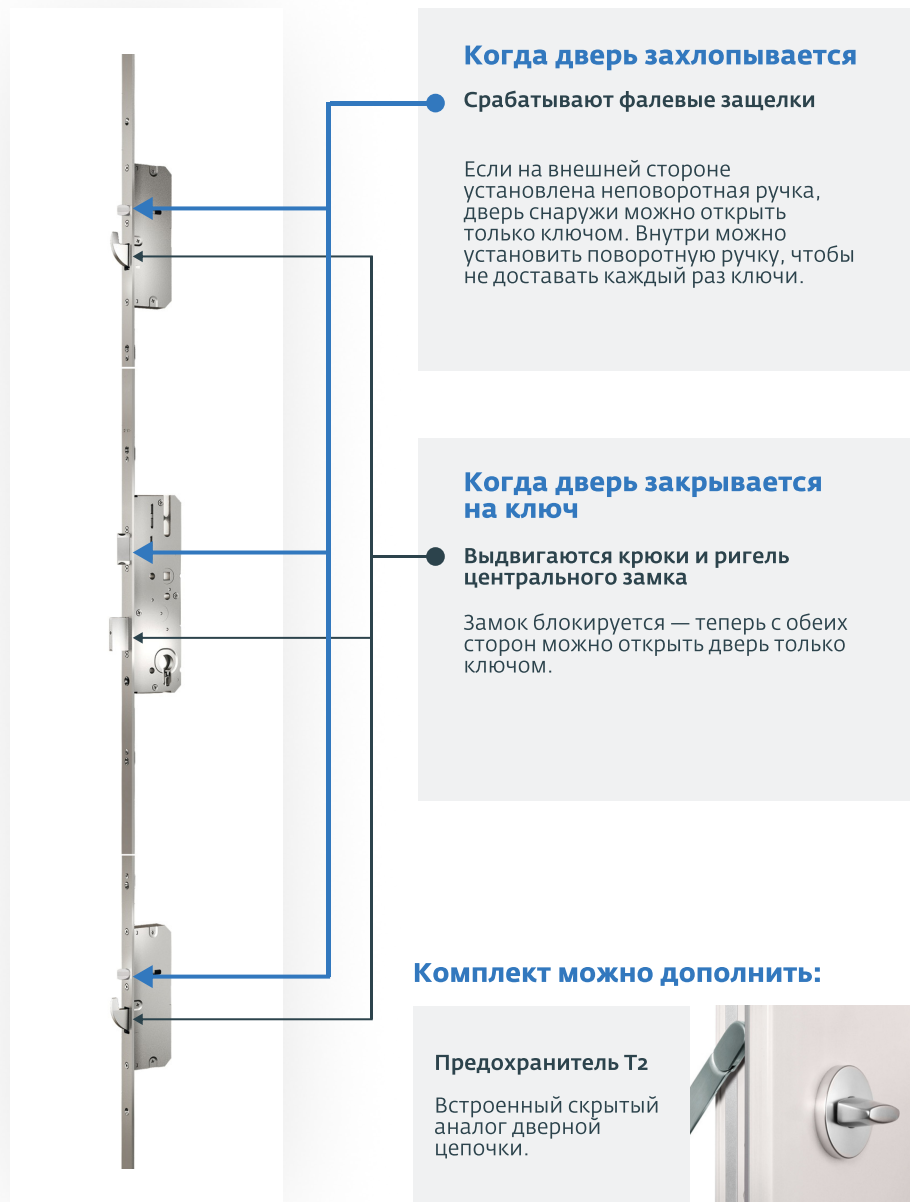 Когда дверь захлопывается
Срабатывают фалевые защелки
Если на внешней стороне
установлена неповоротная ручка,
дверь снаружи можно открыть
только ключом. Внутри можно
установить поворотную ручку, чтобы
не доставать каждый раз ключи.
Когда дверь закрывается
на ключ
Выдвигаются крюки и ригель
центрального замка
Замок блокируется — теперь с обеих
сторон можно открыть дверь только
ключом.
Комплект можно дополнить:
Предохранитель Т2
Встроенный скрытый
аналог дверной
цепочки.